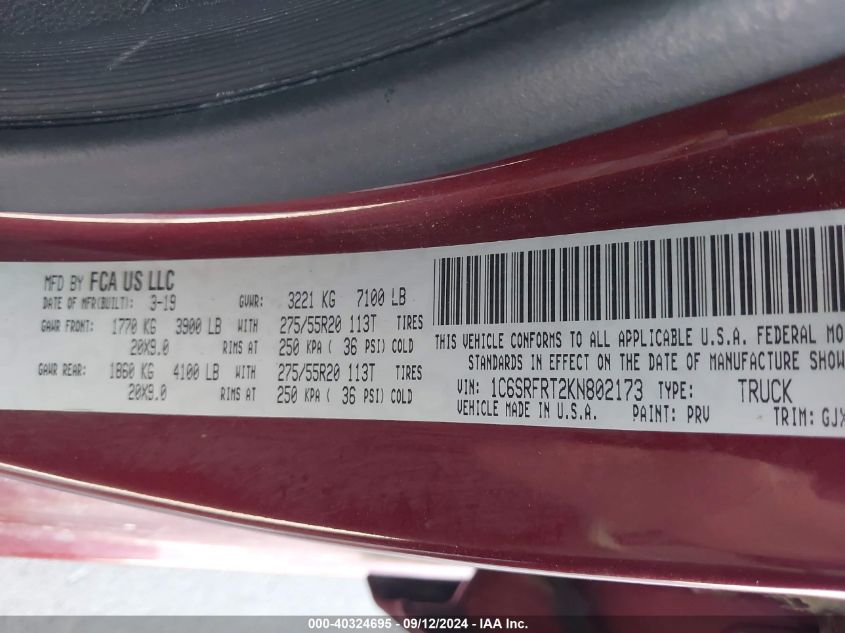 MFD BY FCA US LLC
DATE OF MFR(BUILT): 3-19 GVWR: 3221 KG 7100 LB
GAWR FRONT: 1770 KG 3900 LB WITH 275/55R20 113T TIRES
20X9.0 RIMS AT 250 KPA ( 36 PSI) COLD
GAWR REAR: 1860 KG 4100 LB WITH 275/55R20 113T TIRES
20X9.0 RIMS AT 250 KPA ( 36 PSI) COLD
THIS VEHICLE CONFORMS TO ALL APPLICABLE U.S.A. FEDERAL MO
STANDARDS IN EFFECT ON THE DATE OF MANUFACTURE SHOW
VIN: 1C6SRFRT2KN802173 TYPE: TRUCK
VEHICLE MADE IN U.S.A. PAINT: PRV TRIM: GJX
000-40324695 - 09/12/2024 - IAA Inc.